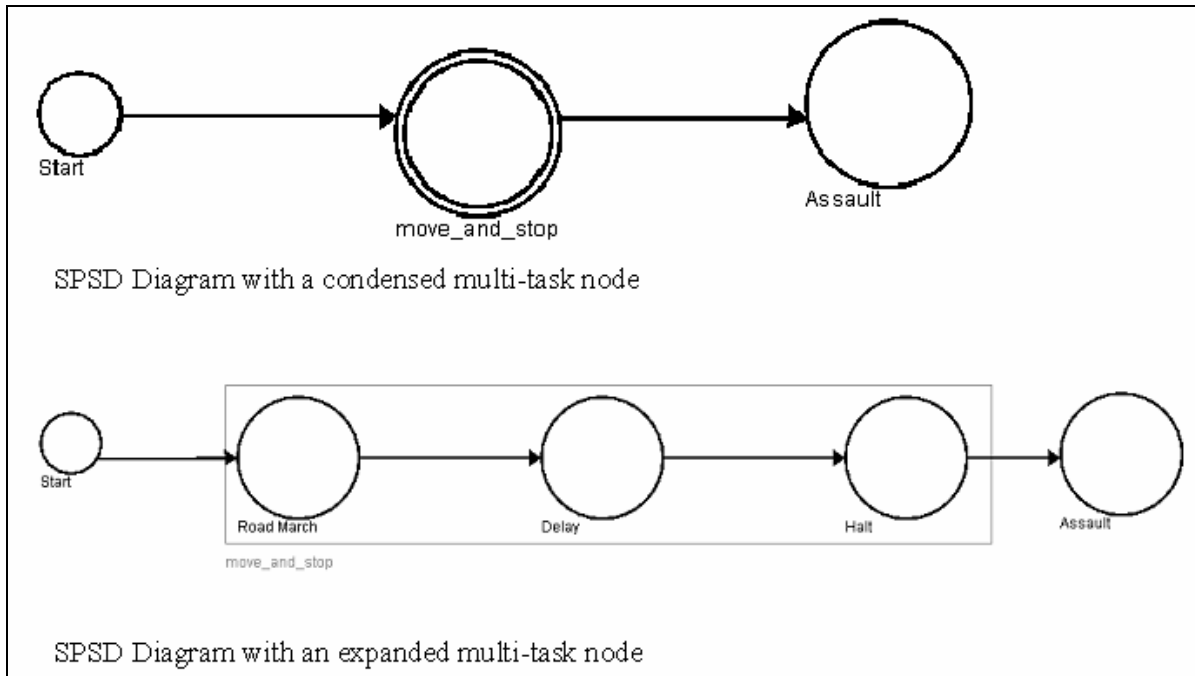 Start
move_and_stop
Assault
SPSD Diagram with a condensed multi-task node
Start
Road March
Delay
Halt
Assault
move_and_stop
SPSD Diagram with an expanded multi-task node